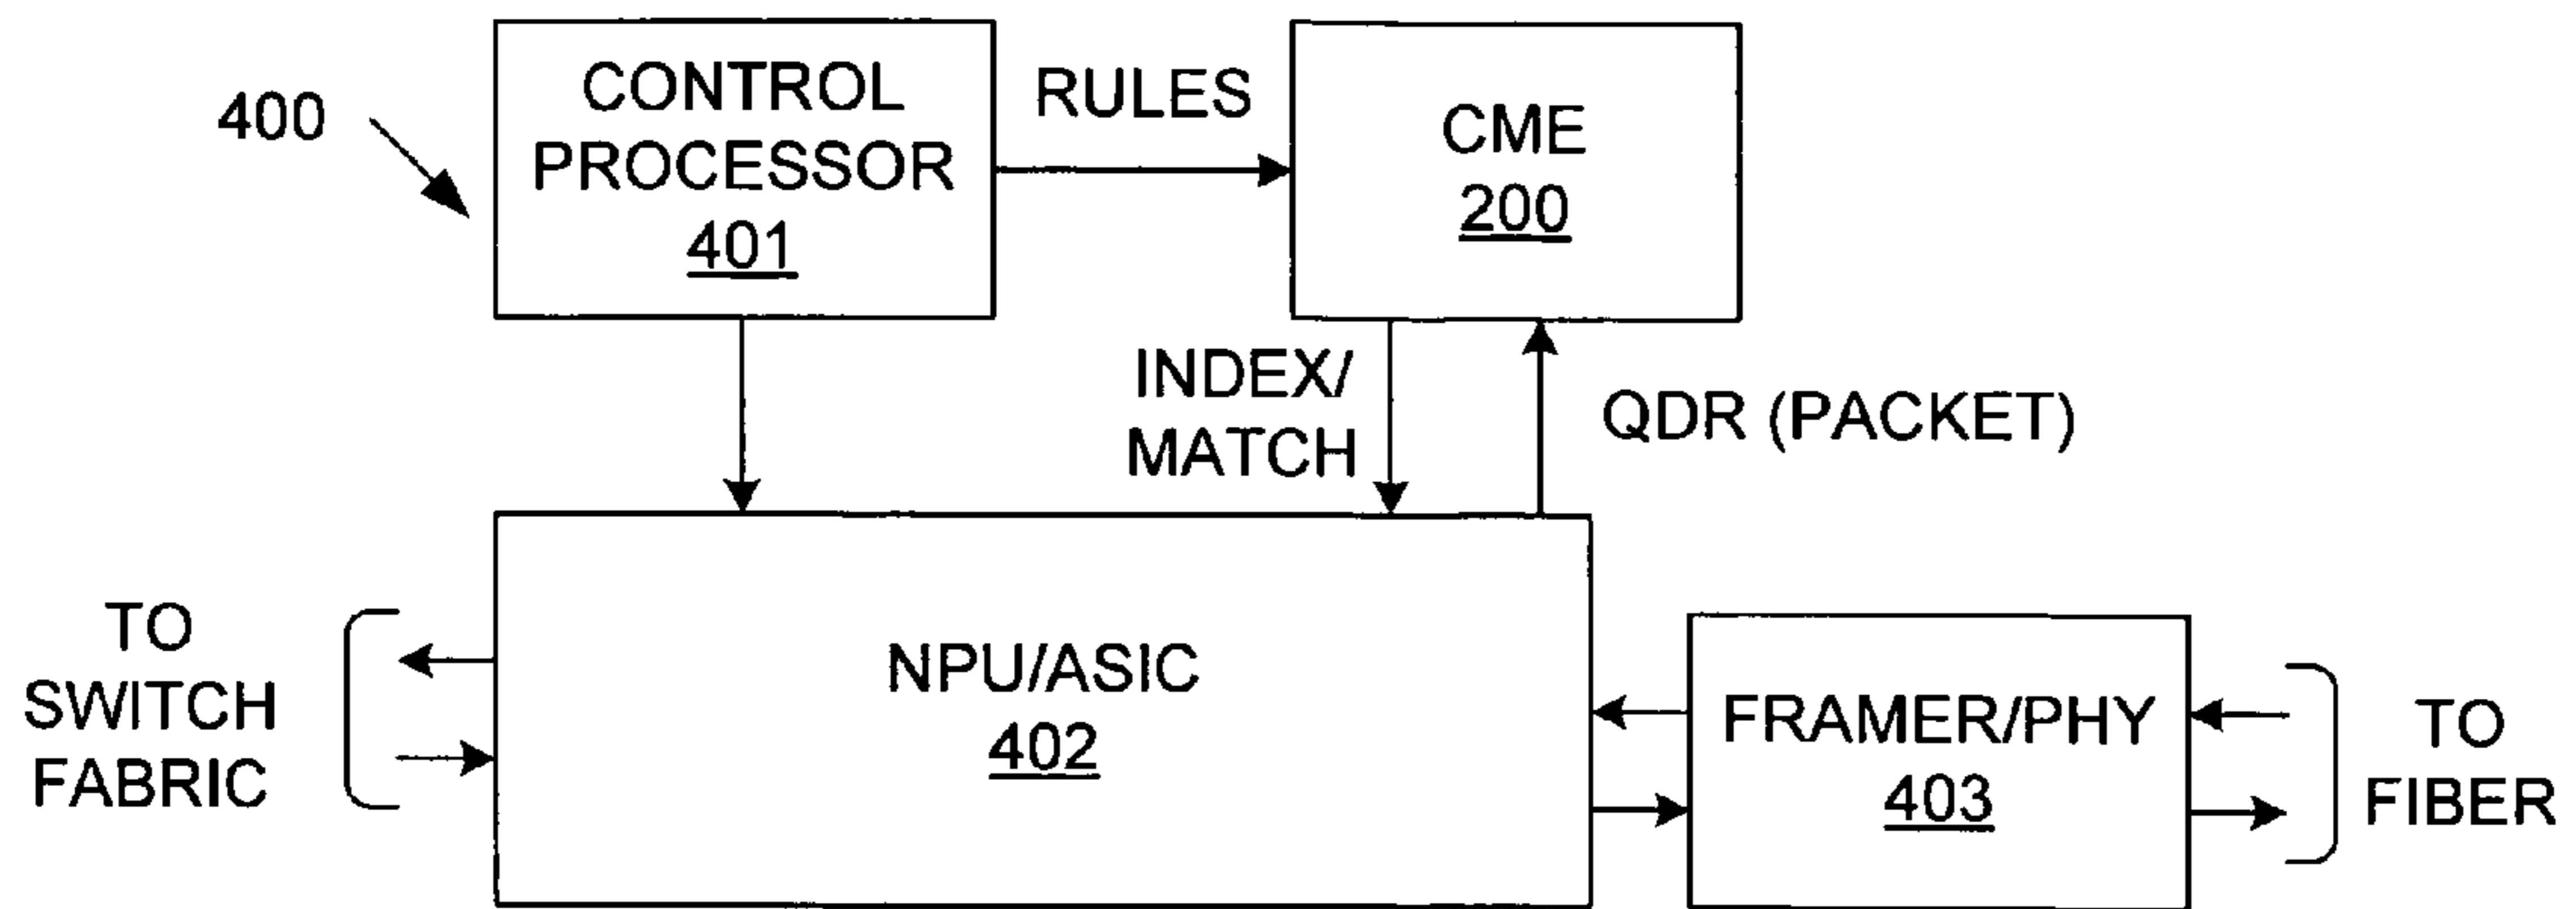 400
CONTROL
PROCESSOR
401
RULES
CME
200
INDEX/
MATCH
QDR (PACKET)
TO
SWITCH
FABRIC
NPU/ASIC
402
FRAMER/PHY
403
TO
FIBER